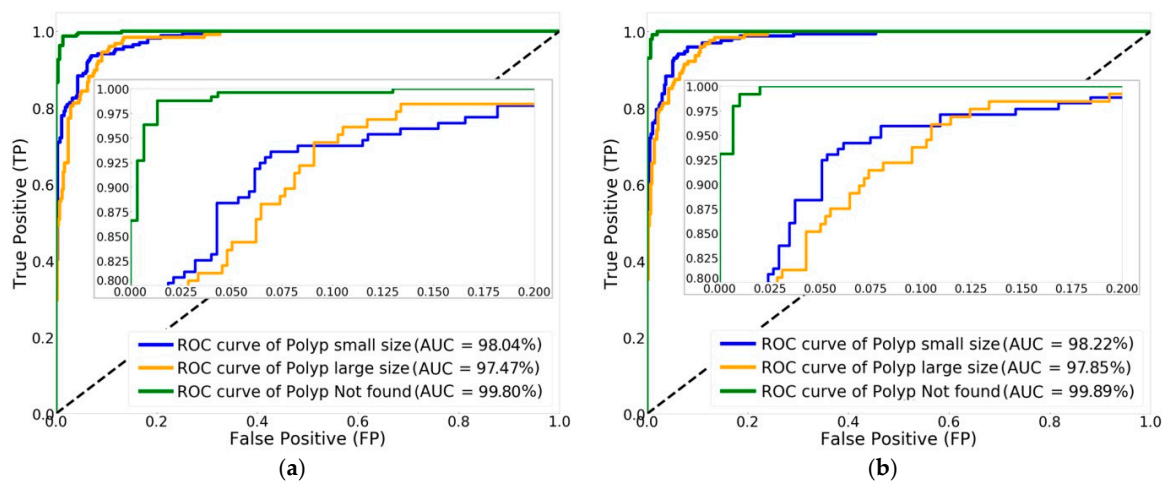 1.0
0.8
0.6
0.4
0.2
0.0
True Positive (TP)
1.000
0.975
0.950
0.925
0.900
0.875
0.850
0.825
0.800
0.000 0.025 0.050 0.075 0.100 0.125 0.150 0.175 0.200
ROC curve of Polyp small size (AUC = 98.04%)
ROC curve of Polyp large size (AUC = 97.47%)
ROC curve of Polyp Not found (AUC = 99.80%)
0.0 0.2 0.4 0.6 0.8 1.0
False Positive (FP)
(a)
1.0
0.8
0.6
0.4
0.2
0.0
True Positive (TP)
1.000
0.975
0.950
0.925
0.900
0.875
0.850
0.825
0.800
0.000 0.025 0.050 0.075 0.100 0.125 0.150 0.175 0.200
ROC curve of Polyp small size (AUC = 98.22%)
ROC curve of Polyp large size (AUC = 97.85%)
ROC curve of Polyp Not found (AUC = 99.89%)
0.0 0.2 0.4 0.6 0.8 1.0
False Positive (FP)
(b)